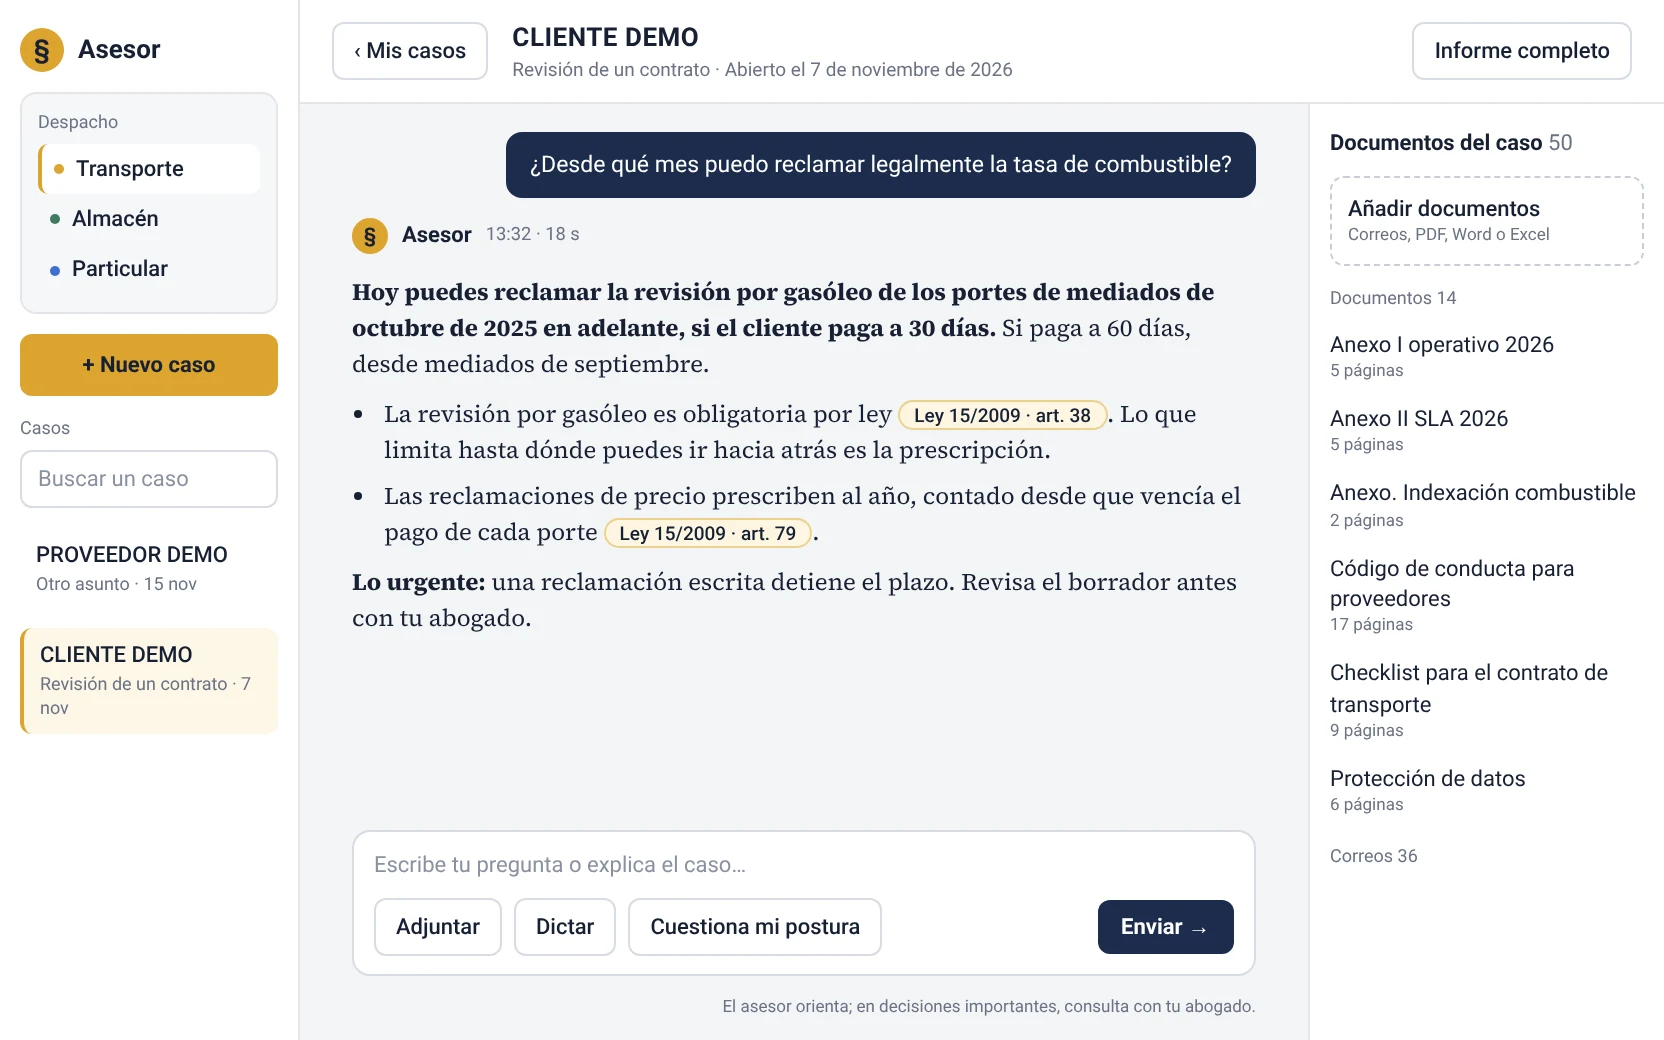 § Asesor
Despacho
Transporte
Almacén
Particular
+ Nuevo caso
Casos
Buscar un caso
PROVEEDOR DEMO
Otro asunto · 15 nov
CLIENTE DEMO
Revisión de un contrato · 7
nov
‹ Mis casos
CLIENTE DEMO
Revisión de un contrato · Abierto el 7 de noviembre de 2026
Informe completo
¿Desde qué mes puedo reclamar legalmente la tasa de combustible?
§ Asesor 13:32 · 18 s
Hoy puedes reclamar la revisión por gasóleo de los portes de mediados de
octubre de 2025 en adelante, si el cliente paga a 30 días. Si paga a 60 días,
desde mediados de septiembre.
• La revisión por gasóleo es obligatoria por ley Ley 15/2009 · art. 38. Lo que
limita hasta dónde puedes ir hacia atrás es la prescripción.
• Las reclamaciones de precio prescriben al año, contado desde que vencía el
pago de cada porte Ley 15/2009 · art. 79.
Lo urgente: una reclamación escrita detiene el plazo. Revisa el borrador antes
con tu abogado.
Escribe tu pregunta o explica el caso…
Adjuntar
Dictar
Cuestiona mi postura
Enviar →
El asesor orienta; en decisiones importantes, consulta con tu abogado.
Documentos del caso 50
Añadir documentos
Correos, PDF, Word o Excel
Documentos 14
Anexo I operativo 2026
5 páginas
Anexo II SLA 2026
5 páginas
Anexo. Indexación combustible
2 páginas
Código de conducta para
proveedores
17 páginas
Checklist para el contrato de
transporte
9 páginas
Protección de datos
6 páginas
Correos 36